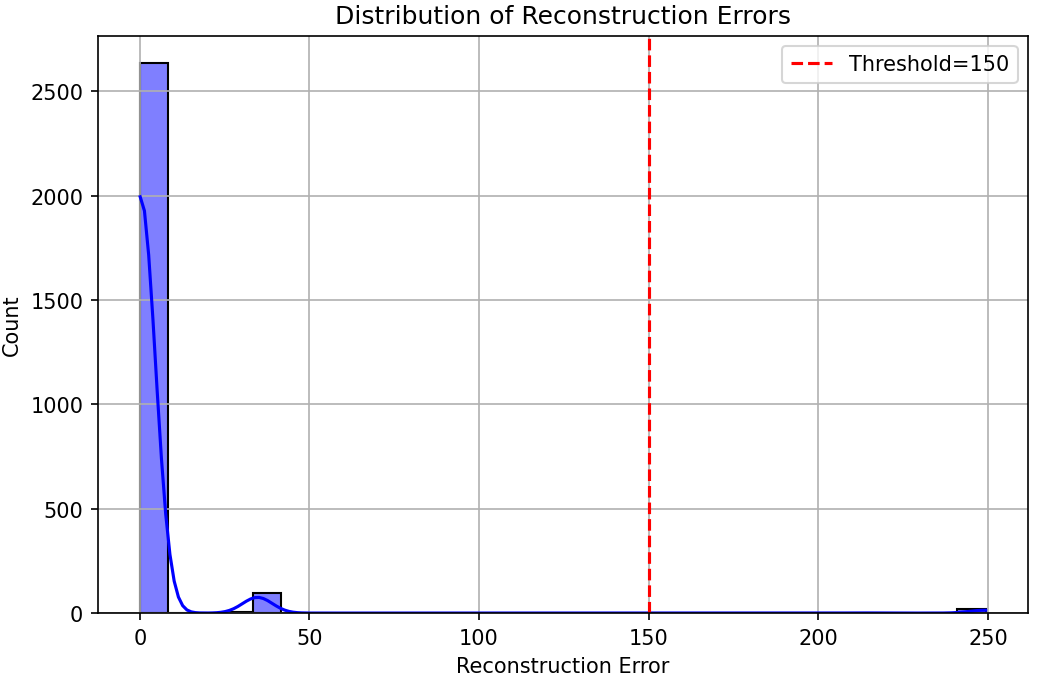 Distribution of Reconstruction Errors
Threshold=150
Count
2500
2000
1500
1000
500
0
0 50 100 150 200 250
Reconstruction Error